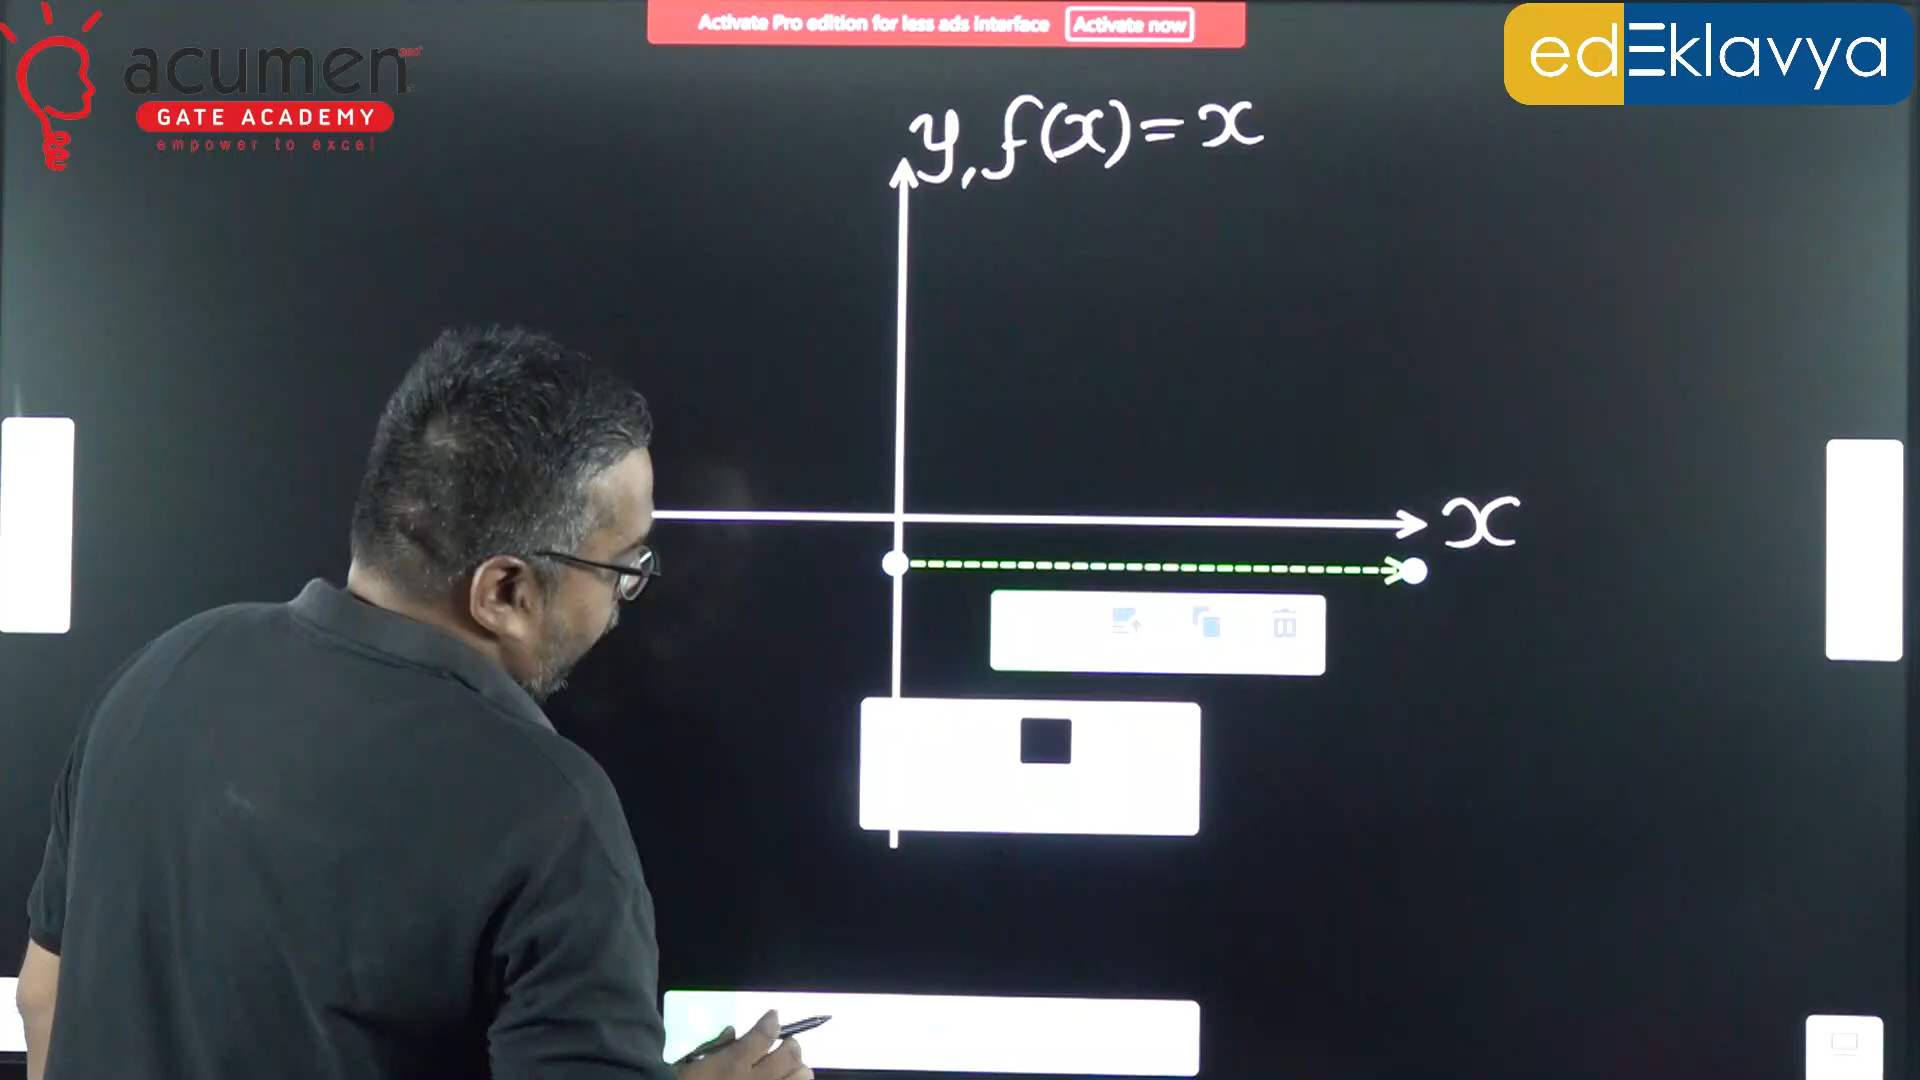 Activate Pro edition for less ads interface Activate now
acumen
GATE ACADEMY
empower to excel
edEklavya
y, f(x) = x
x